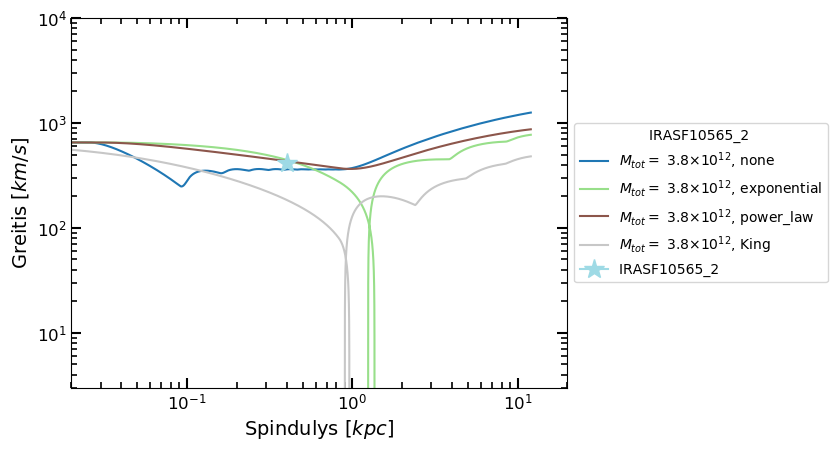 10⁴
10³
10²
10¹
Greitis [km/s]
10⁻¹
10⁰
10¹
Spindulys [kpc]
IRASF10565_2
M_tot = 3.8×10¹², none
M_tot = 3.8×10¹², exponential
M_tot = 3.8×10¹², power_law
M_tot = 3.8×10¹², King
IRASF10565_2